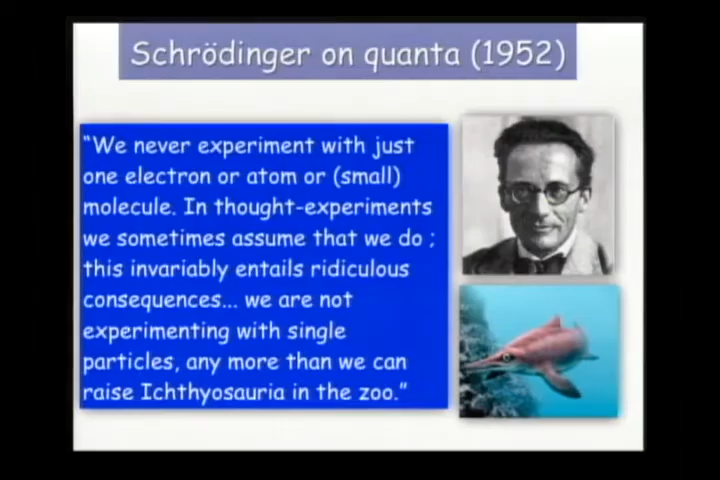 Schrödinger on quanta (1952)
“We never experiment with just
one electron or atom or (small)
molecule. In thought-experiments
we sometimes assume that we do ;
this invariably entails ridiculous
consequences... we are not
experimenting with single
particles, any more than we can
raise Ichthyosauria in the zoo.”